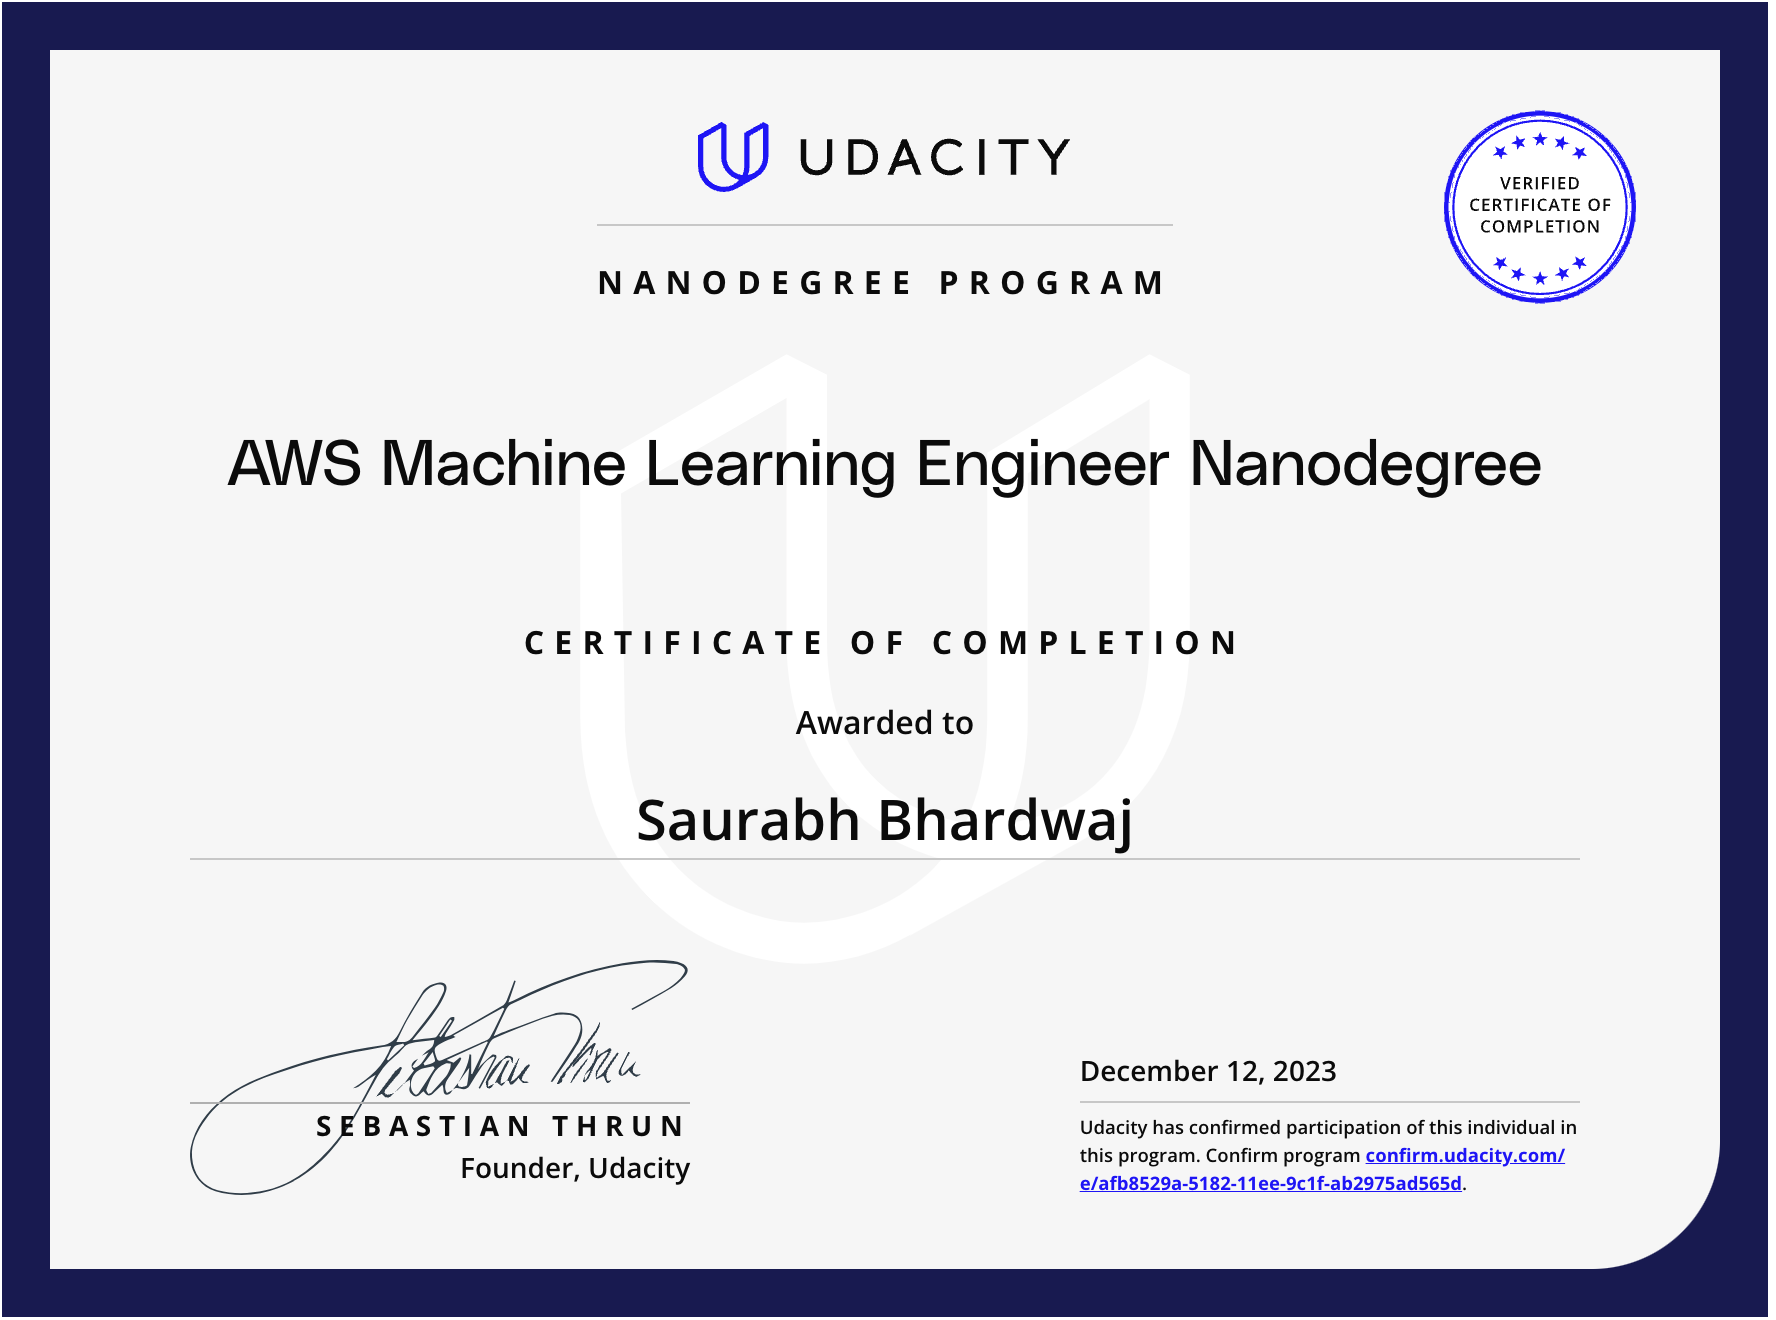 UDACITY
VERIFIED
CERTIFICATE OF
COMPLETION
NANODEGREE PROGRAM
AWS Machine Learning Engineer Nanodegree
CERTIFICATE OF COMPLETION
Awarded to
Saurabh Bhardwaj
Sebastian Thrun
SEBASTIAN THRUN
Founder, Udacity
December 12, 2023
Udacity has confirmed participation of this individual in
this program. Confirm program confirm.udacity.com/
e/afb8529a-5182-11ee-9c1f-ab2975ad565d.